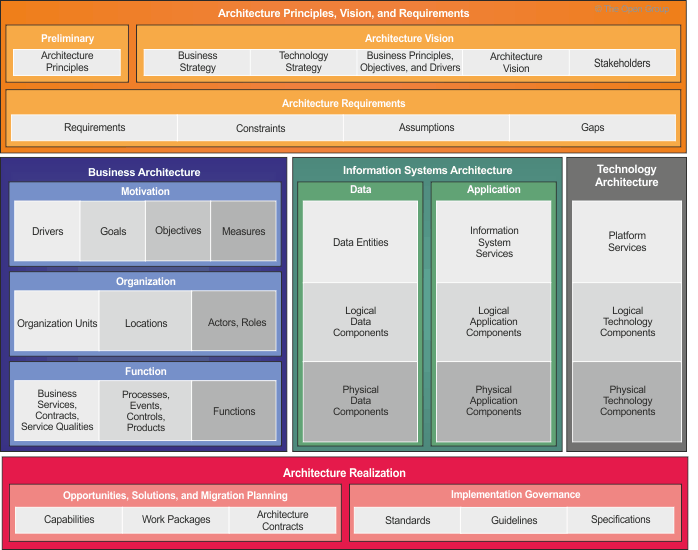 Architecture Principles, Vision, and Requirements
Preliminary
Architecture
Principles
Architecture Vision
Business
Strategy
Technology
Strategy
Business Principles,
Objectives, and Drivers
Architecture
Vision
Stakeholders
Architecture Requirements
Requirements
Constraints
Assumptions
Gaps
Business Architecture
Motivation
Drivers
Goals
Objectives
Measures
Organization
Organization Units
Locations
Actors, Roles
Function
Business
Services,
Contracts,
Service Qualities
Processes,
Events,
Controls,
Products
Functions
Information Systems Architecture
Data
Data Entities
Logical
Data
Components
Physical
Data
Components
Application
Information
System
Services
Logical
Application
Components
Physical
Application
Components
Technology
Architecture
Platform
Services
Logical
Technology
Components
Physical
Technology
Components
Architecture Realization
Opportunities, Solutions, and Migration Planning
Capabilities
Work Packages
Architecture
Contracts
Implementation Governance
Standards
Guidelines
Specifications